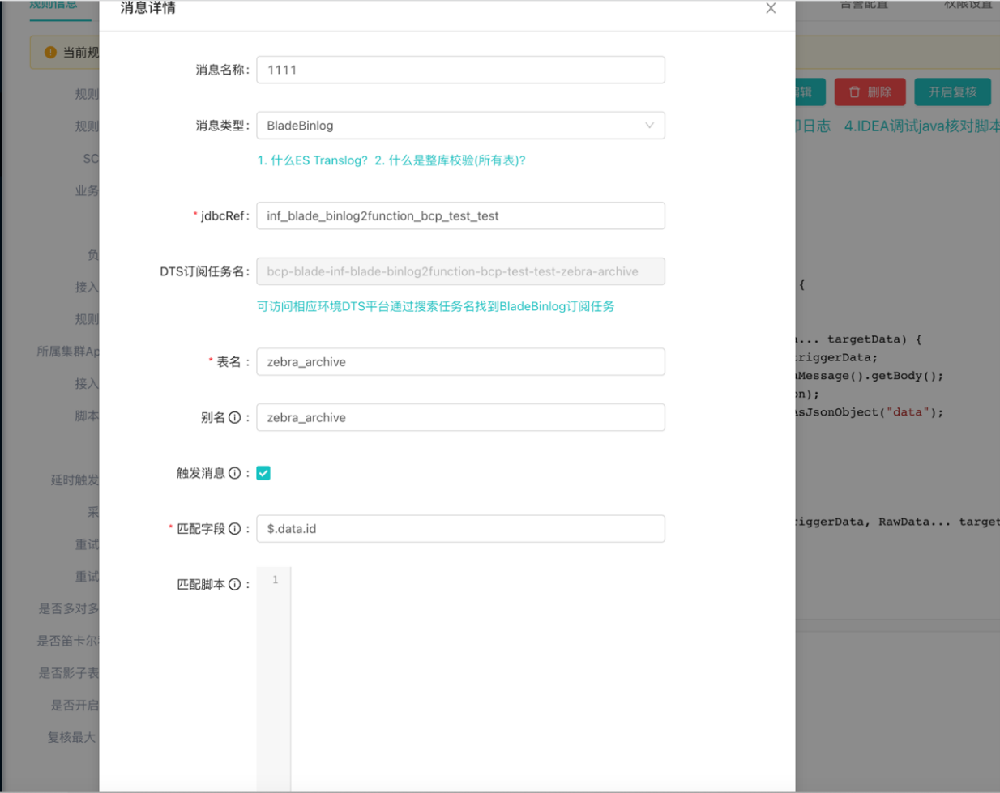 规则信息
消息详情
告警配置
权限设置
当前规
编辑
删除
开启复核
印日志 4.IDEA调试java核对脚本
消息名称:
1111
消息类型:
BladeBinlog
1. 什么ES Translog? 2. 什么是整库校验(所有表)?
* jdbcRef:
inf_blade_binlog2function_bcp_test_test
DTS订阅任务名:
bcp-blade-inf-blade-binlog2function-bcp-test-test-zebra-archive
可访问相应环境DTS平台通过搜索任务名找到BladeBinlog订阅任务
* 表名 :
zebra_archive
别名 :
zebra_archive
触发消息 :
* 匹配字段 :
$.data.id
匹配脚本 :
1
规则
规则
SC
业务
负
接入
规则
所属集群Ap
接入
脚本
延时触发
采
重试
重试
是否多对多
是否笛卡尔
是否影子表
是否开启
复核最大
{
... targetData) {
riggerData;
Message().getBody();
on);
sJsonObject("data");
iggerData, RawData... target